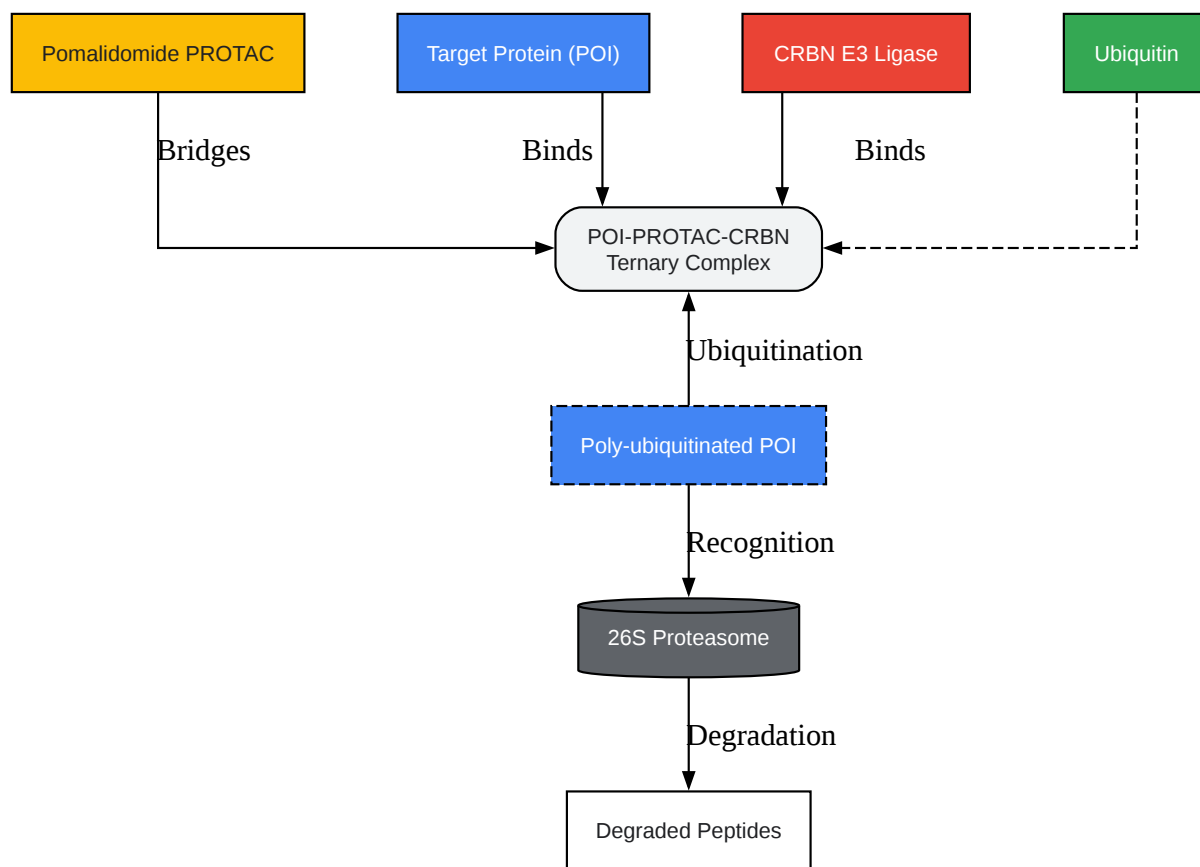 Pomalidomide PROTAC
Target Protein (POI)
CRBN E3 Ligase
Ubiquitin
Bridges
Binds
Binds
POI-PROTAC-CRBN
Ternary Complex
Ubiquitination
Poly-ubiquitinated POI
Recognition
26S Proteasome
Degradation
Degraded Peptides